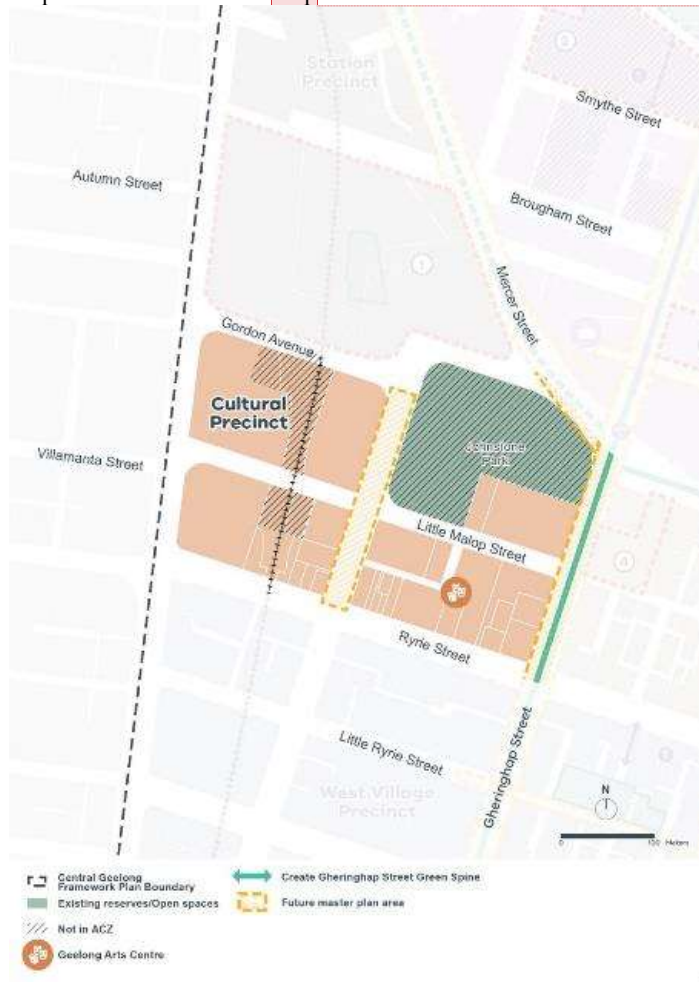 Station
Precinct
Smythe Street
Autumn Street
Brougham Street
Mercer Street
Gordon Avenue
Cultural
Precinct
Johnstone
Park
Villamanta Street
Little Malop Street
Ryrie Street
Gheringhap Street
Little Ryrie Street
West Village
Precinct
N
100 Meters
Central Geelong
Framework Plan Boundary
Create Gheringhap Street Green Spine
Existing reserves/Open spaces
Future master plan area
Not in ACZ
Geelong Arts Centre